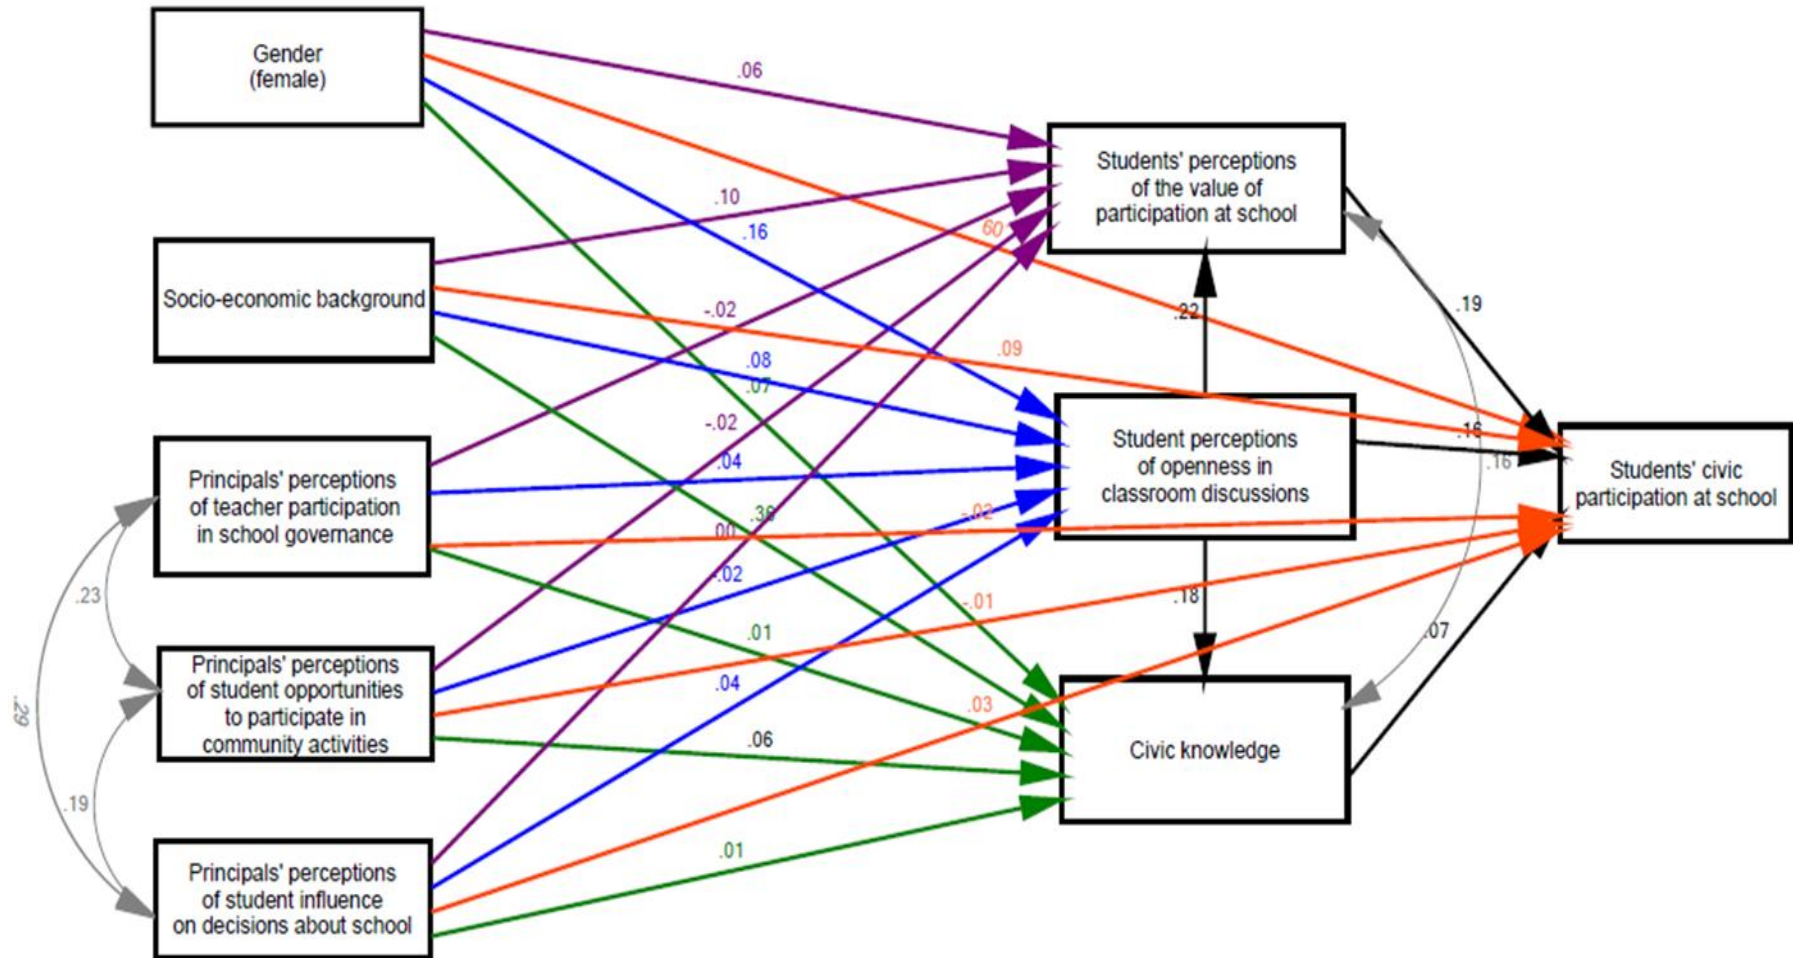 Gender
(female)
Socio-economic background
Principals' perceptions
of teacher participation
in school governance
Principals' perceptions
of student opportunities
to participate in
community activities
Principals' perceptions
of student influence
on decisions about school
Students' perceptions
of the value of
participation at school
Student perceptions
of openness in
classroom discussions
Civic knowledge
Students' civic
participation at school
.06
.10
.16
60
-.02
.22
.19
.09
.08
.07
-.02
.16
.16
.04
-.02
.00
.02
.23
.18
-.01
.01
.07
.04
.03
.29
.06
.19
.01